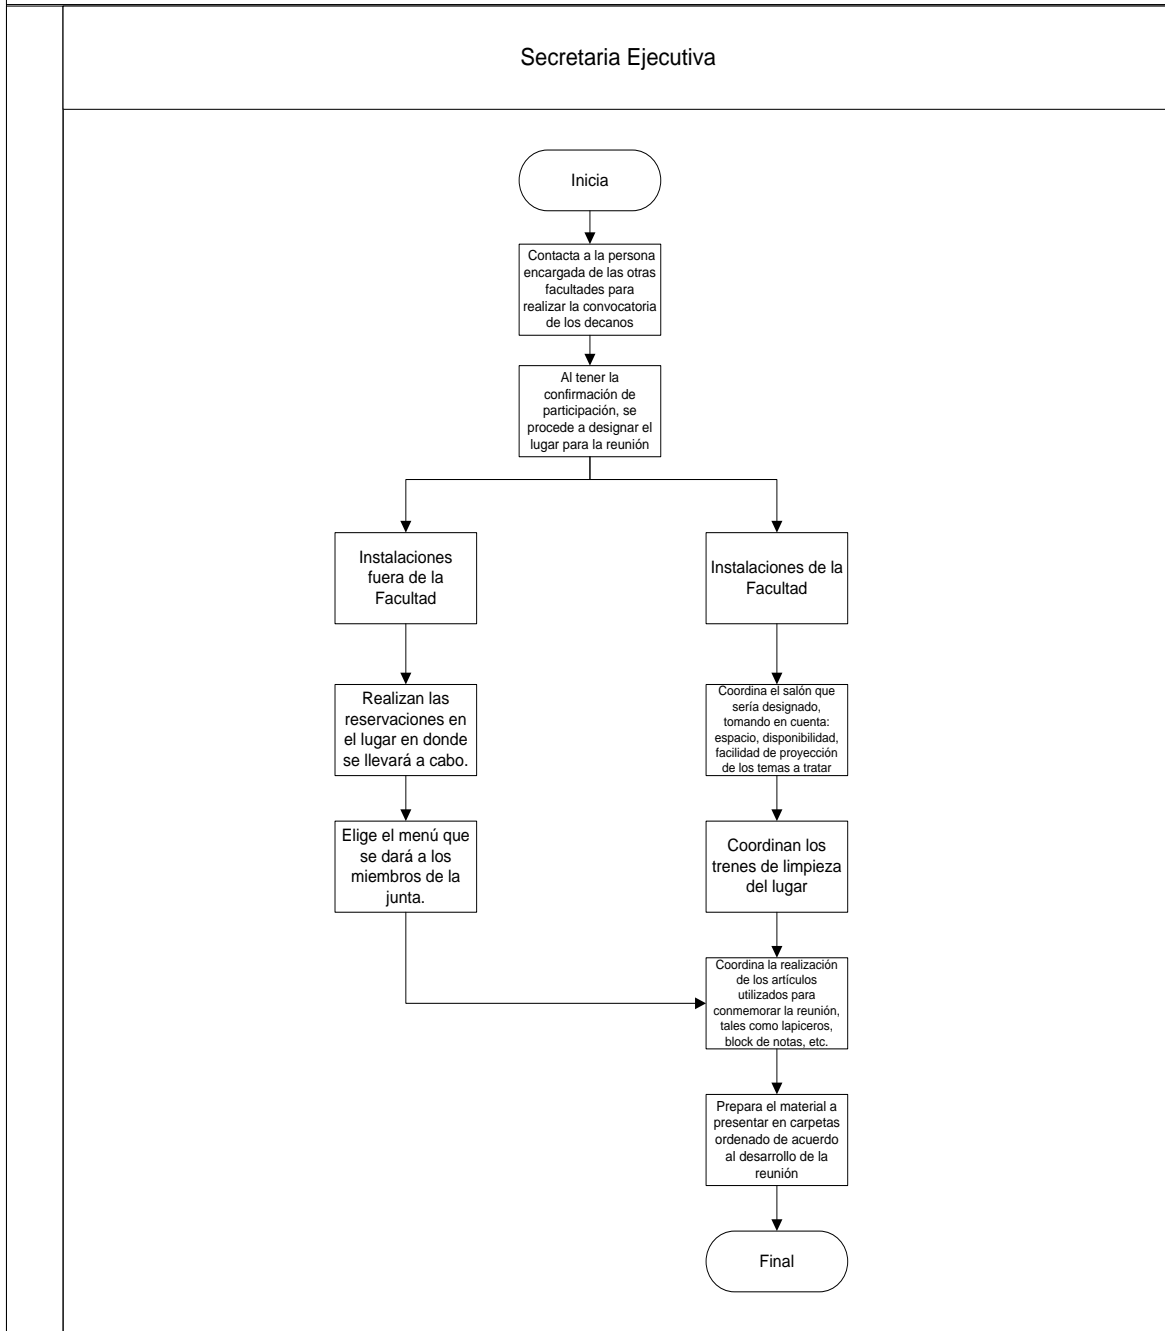 Secretaria Ejecutiva
Inicia
Contacta a la persona
encargada de las otras
facultades para
realizar la convocatoria
de los decanos
Al tener la
confirmación de
participación, se
procede a designar el
lugar para la reunión
Instalaciones
fuera de la
Facultad
Instalaciones de la
Facultad
Realizan las
reservaciones en
el lugar en donde
se llevará a cabo.
Coordina el salón que
sería designado,
tomando en cuenta:
espacio, disponibilidad,
facilidad de proyección
de los temas a tratar
Elige el menú que
se dará a los
miembros de la
junta.
Coordinan los
trenes de limpieza
del lugar
Coordina la realización
de los artículos
utilizados para
conmemorar la reunión,
tales como lapiceros,
block de notas, etc.
Prepara el material a
presentar en carpetas
ordenado de acuerdo
al desarrollo de la
reunión
Final